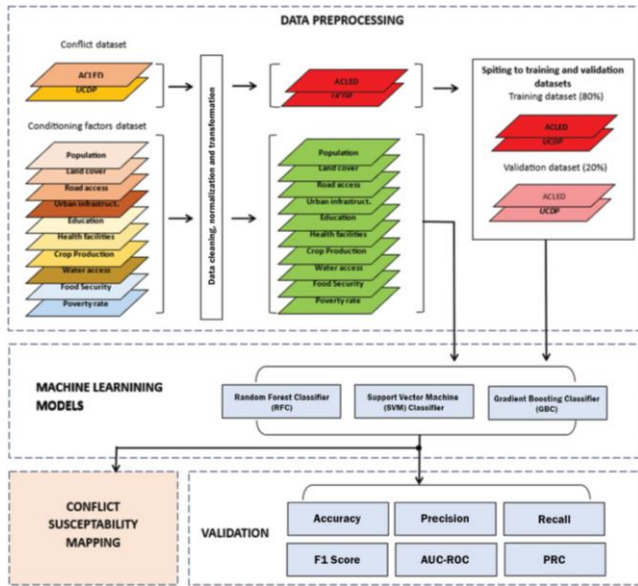 DATA PREPROCESSING
Conflict dataset
ACLED
UCDP
Conditioning factors dataset
Population
Land cover
Road access
Urban infrastruct.
Education
Health facilities
Crop Production
Water access
Food Security
Poverty rate
Data cleaning, normalization and transformation
ACLED
UCDP
Population
Land cover
Road access
Urban infrastruct.
Education
Health facilities
Crop Production
Water access
Food Security
Poverty rate
Spiting to training and validation
datasets
Training dataset (80%)
ACLED
UCDP
Validation dataset (20%)
ACLED
UCDP
MACHINE LEARNINING
MODELS
Random Forest Classifier
(RFC)
Support Vector Machine
(SVM) Classifier
Gradient Boosting Classifier
(GBC)
CONFLICT
SUSCEPTABILITY
MAPPING
VALIDATION
Accuracy
Precision
Recall
F1 Score
AUC-ROC
PRC